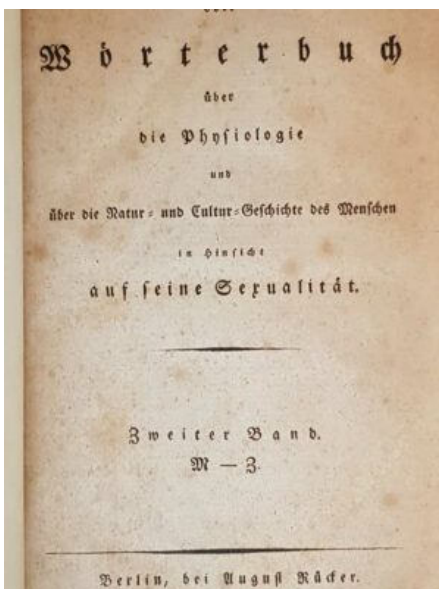 oder
Wörterbuch
über
die Physiologie
und
über die Natur- und Cultur-Geschichte des Menschen
in Hinsicht
auf seine Sexualität.
Zweiter Band.
M — Z.
Berlin, bei August Rücker.